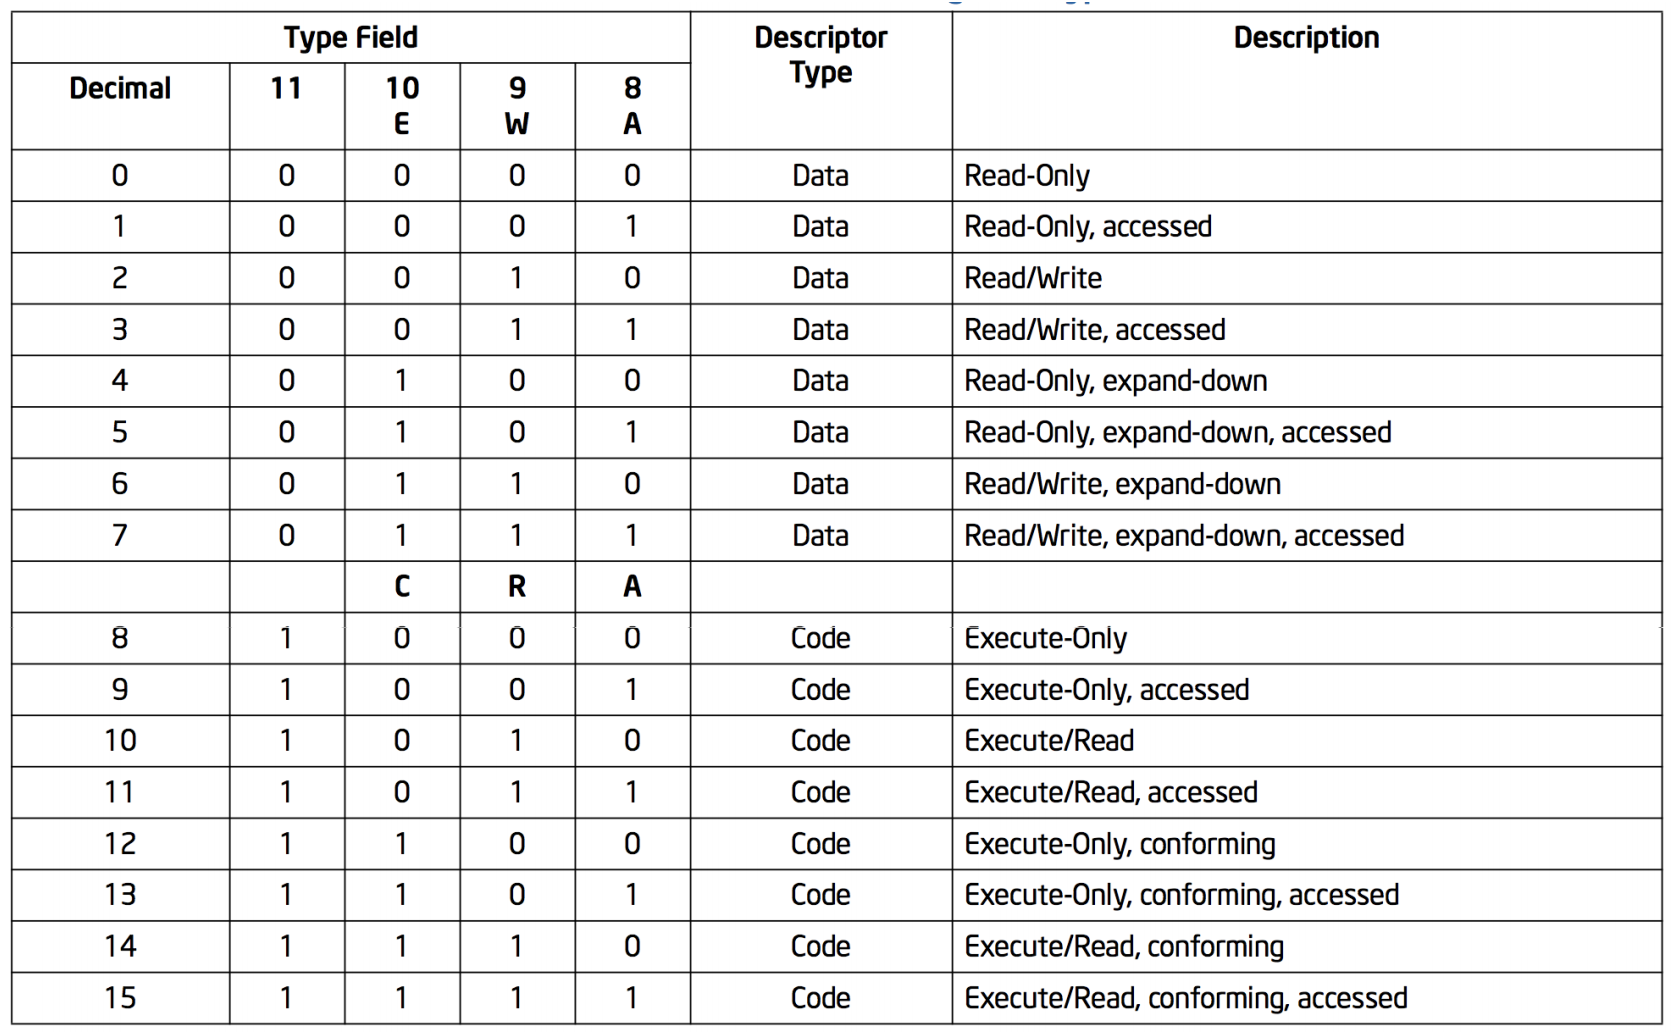 Type Field Descriptor Type Description
Decimal 11 10 E 9 W 8 A
0 0 0 0 0 Data Read-Only
1 0 0 0 1 Data Read-Only, accessed
2 0 0 1 0 Data Read/Write
3 0 0 1 1 Data Read/Write, accessed
4 0 1 0 0 Data Read-Only, expand-down
5 0 1 0 1 Data Read-Only, expand-down, accessed
6 0 1 1 0 Data Read/Write, expand-down
7 0 1 1 1 Data Read/Write, expand-down, accessed
C R A
8 1 0 0 0 Code Execute-Only
9 1 0 0 1 Code Execute-Only, accessed
10 1 0 1 0 Code Execute/Read
11 1 0 1 1 Code Execute/Read, accessed
12 1 1 0 0 Code Execute-Only, conforming
13 1 1 0 1 Code Execute-Only, conforming, accessed
14 1 1 1 0 Code Execute/Read, conforming
15 1 1 1 1 Code Execute/Read, conforming, accessed